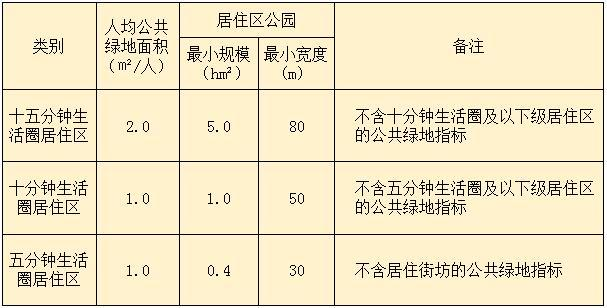 类别
人均公共
绿地面积
（㎡/人）
居住区公园
最小规模
（h㎡）
最小宽度
(m)
备注
十五分钟生
活圈居住区
2.0
5.0
80
不含十分钟生活圈及以下级居住区
的公共绿地指标
十分钟生活
圈居住区
1.0
1.0
50
不含五分钟生活圈及以下级居住区
的公共绿地指标
五分钟生活
圈居住区
1.0
0.4
30
不含居住街坊的公共绿地指标